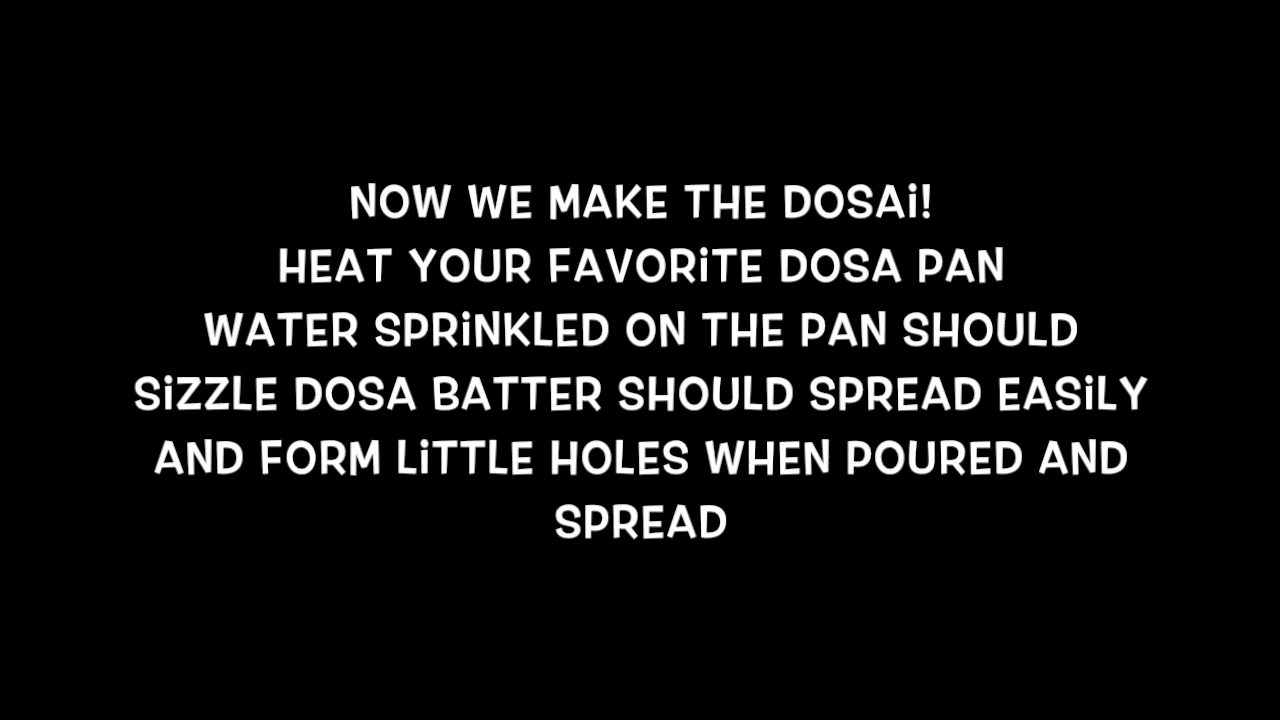 NOW WE MAKE THE DOSAi!
HEAT YOUR FAVORiTE DOSA PAN
WATER SPRiNKLED ON THE PAN SHOULD
SiZZLE DOSA BATTER SHOULD SPREAD EASiLY
AND FORM LiTTLE HOLES WHEN POURED AND
SPREAD